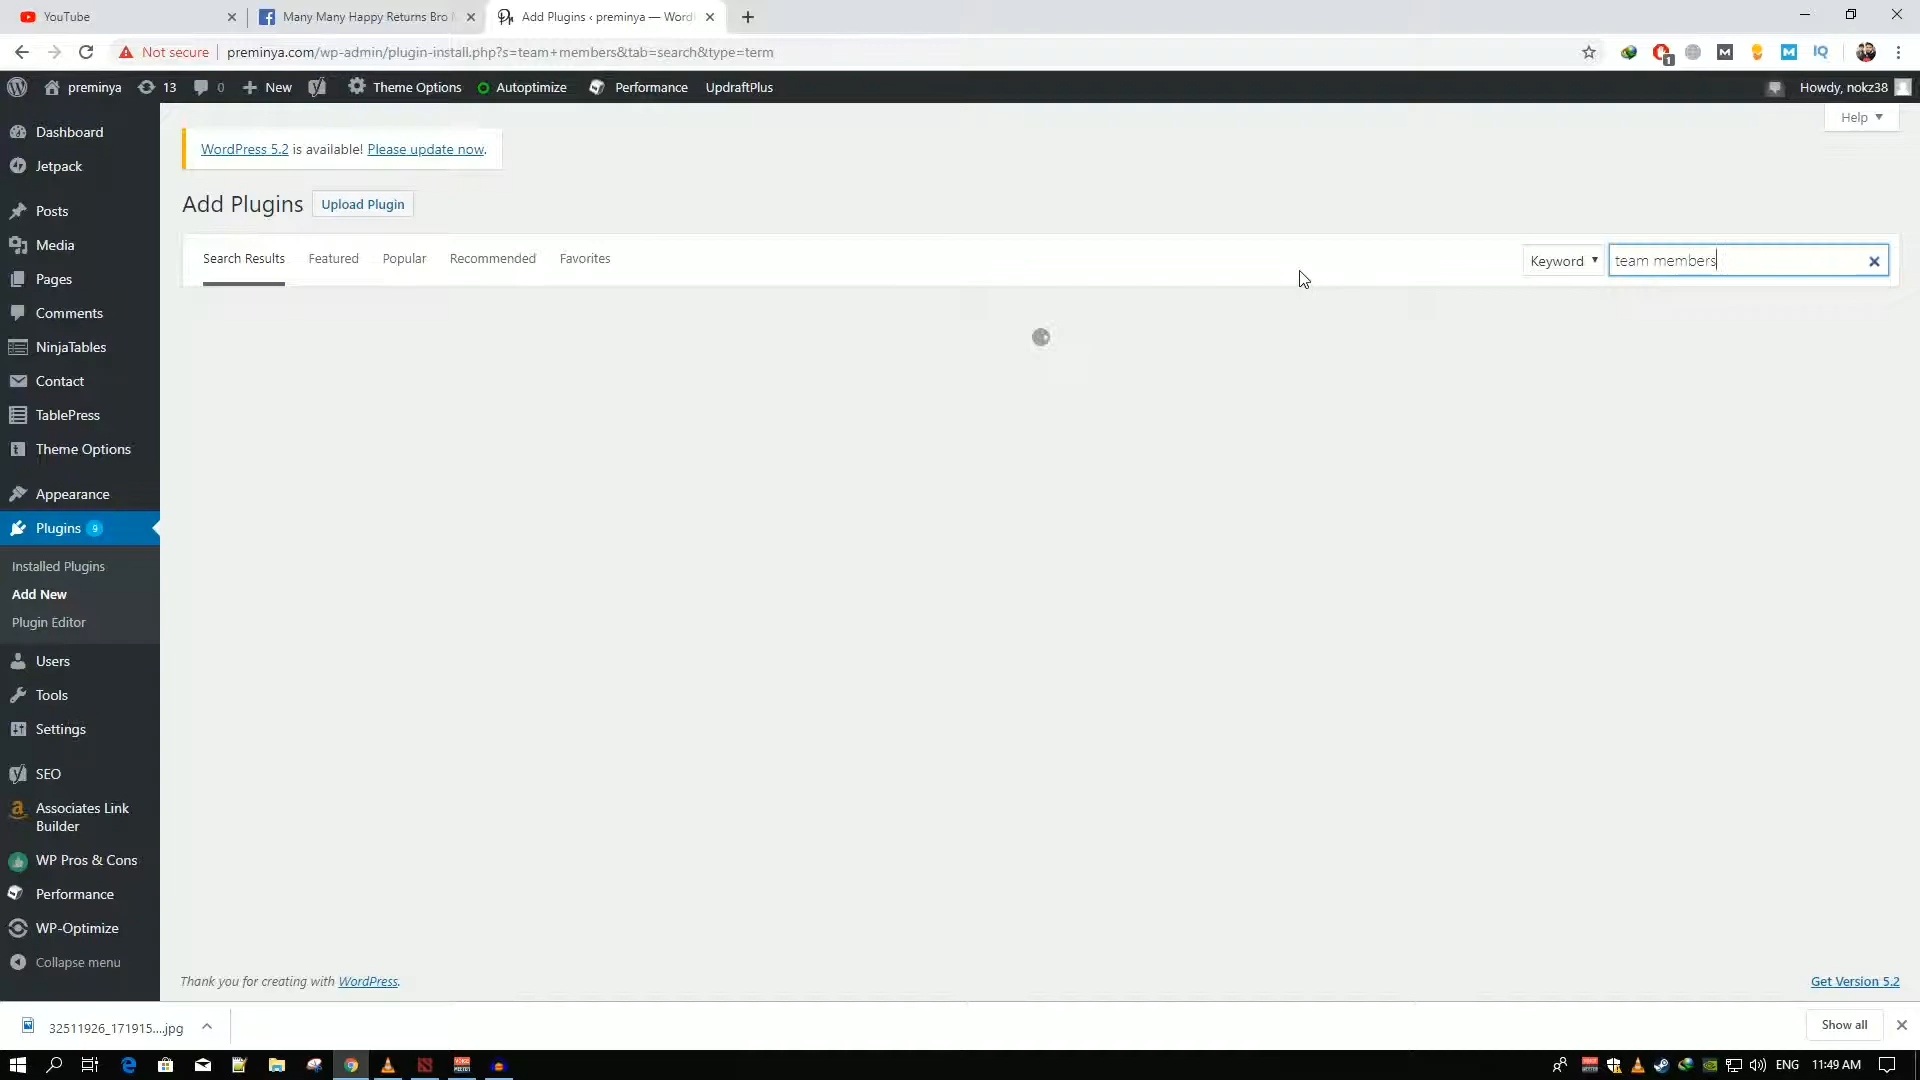 YouTube
Many Many Happy Returns Bro
Add Plugins ‹ preminya — Word
Not secure
preminya.com/wp-admin/plugin-install.php?s=team+members&tab=search&type=term
1
IQ
preminya
13
0
New
Theme Options
Autoptimize
Performance
UpdraftPlus
Howdy, nokz38
Help
Dashboard
Jetpack
Posts
Media
Pages
Comments
NinjaTables
Contact
TablePress
Theme Options
Appearance
Plugins 9
Installed Plugins
Add New
Plugin Editor
Users
Tools
Settings
SEO
Associates Link
Builder
WP Pros & Cons
Performance
WP-Optimize
Collapse menu
WordPress 5.2 is available! Please update now.
Add Plugins
Upload Plugin
Search Results
Featured
Popular
Recommended
Favorites
Keyword
team members
Thank you for creating with WordPress.
Get Version 5.2
32511926_171915....jpg
Show all
ENG
11:49 AM